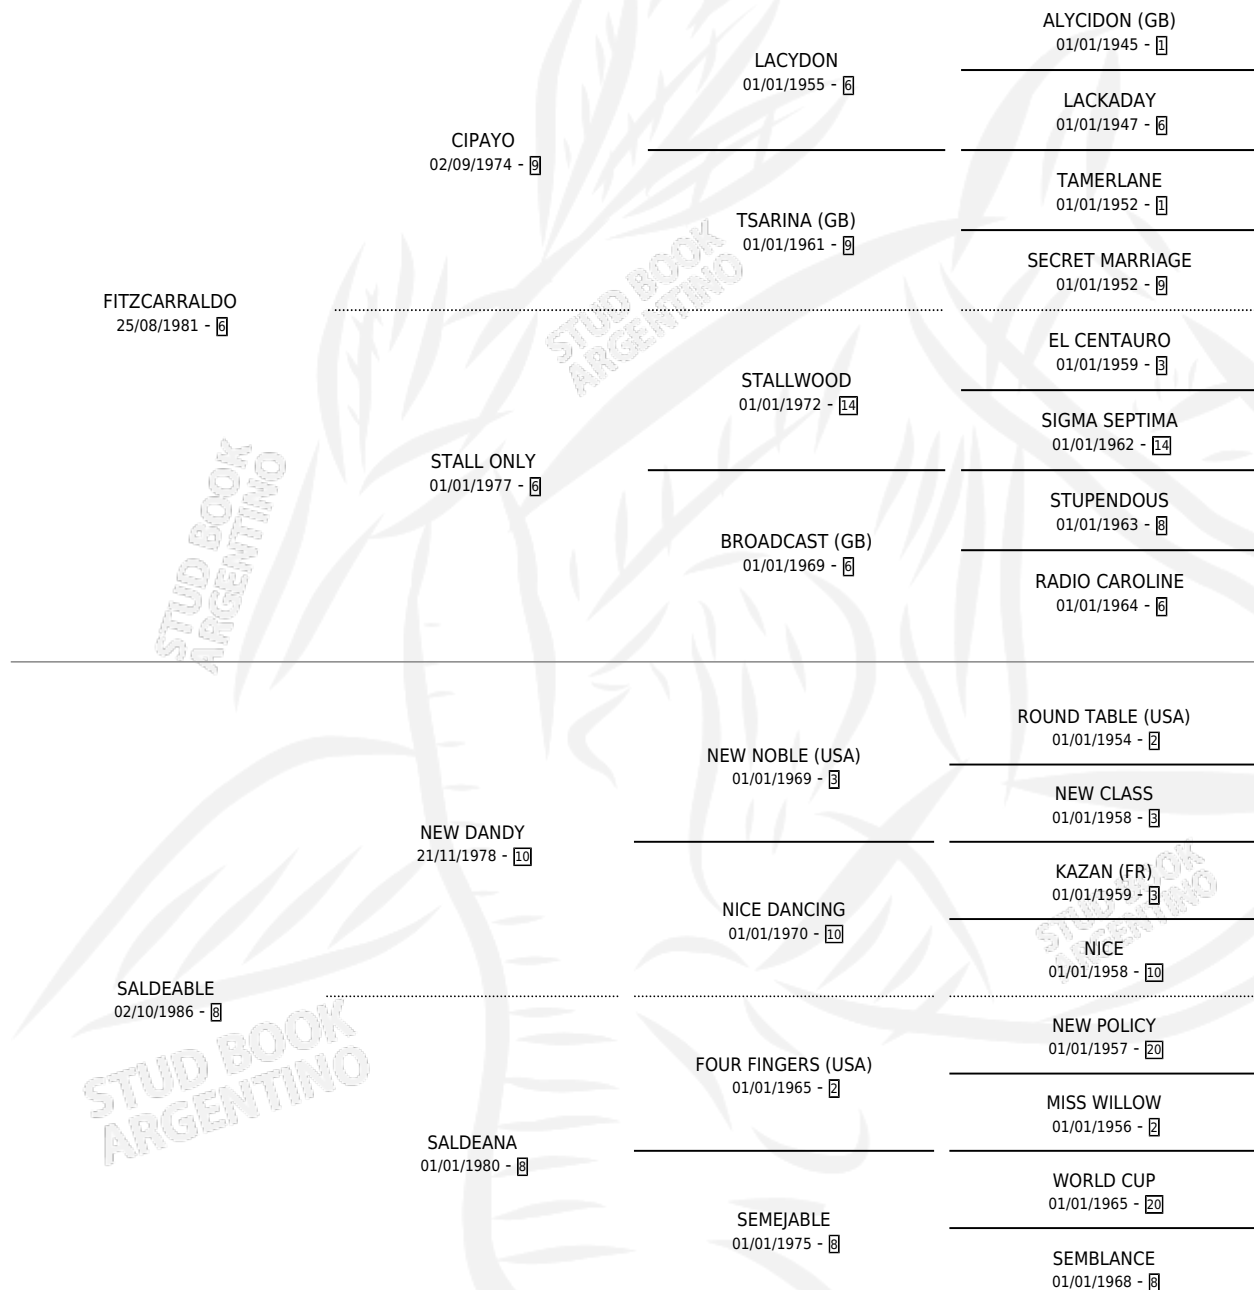 ALYCIDON (GB)
01/01/1945 - 1
LACYDON
01/01/1955 - 6
LACKADAY
01/01/1947 - 6
CIPAYO
02/09/1974 - 9
TAMERLANE
01/01/1952 - 1
TSARINA (GB)
01/01/1961 - 9
SECRET MARRIAGE
01/01/1952 - 9
FITZCARRALDO
25/08/1981 - 6
EL CENTAURO
01/01/1959 - 3
STALLWOOD
01/01/1972 - 14
SIGMA SEPTIMA
01/01/1962 - 14
STALL ONLY
01/01/1977 - 6
STUPENDOUS
01/01/1963 - 8
BROADCAST (GB)
01/01/1969 - 6
RADIO CAROLINE
01/01/1964 - 6
STUD BOOK
ARGENTINO
STUD BOOK
ARGENTINO
ROUND TABLE (USA)
01/01/1954 - 2
NEW NOBLE (USA)
01/01/1969 - 3
NEW CLASS
01/01/1958 - 3
NEW DANDY
21/11/1978 - 10
KAZAN (FR)
01/01/1959 - 3
NICE DANCING
01/01/1970 - 10
NICE
01/01/1958 - 10
SALDEABLE
02/10/1986 - 8
NEW POLICY
01/01/1957 - 20
FOUR FINGERS (USA)
01/01/1965 - 2
MISS WILLOW
01/01/1956 - 2
SALDEANA
01/01/1980 - 8
WORLD CUP
01/01/1965 - 20
SEMEJABLE
01/01/1975 - 8
SEMBLANCE
01/01/1968 - 8
STUD BOOK
ARGENTINO
STUD BOOK
ARGENTINO